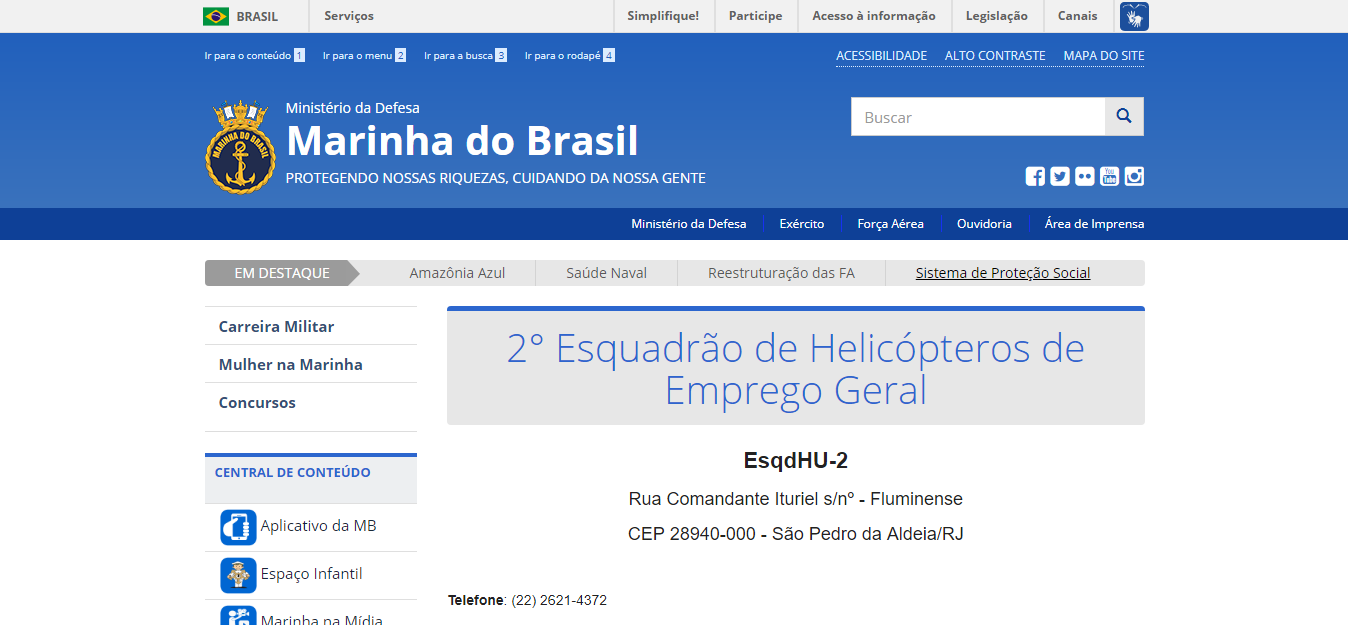 BRASIL
Serviços
Simplifique!
Participe
Acesso à informação
Legislação
Canais
Ir para o conteúdo 1
Ir para o menu 2
Ir para a busca 3
Ir para o rodapé 4
ACESSIBILIDADE
ALTO CONTRASTE
MAPA DO SITE
MARINHA DO BRASIL
Ministério da Defesa
Marinha do Brasil
PROTEGENDO NOSSAS RIQUEZAS, CUIDANDO DA NOSSA GENTE
Buscar
You Tube
Ministério da Defesa
Exército
Força Aérea
Ouvidoria
Área de Imprensa
EM DESTAQUE
Amazônia Azul
Saúde Naval
Reestruturação das FA
Sistema de Proteção Social
Carreira Militar
Mulher na Marinha
Concursos
CENTRAL DE CONTEÚDO
Aplicativo da MB
Espaço Infantil
Marinha na Mídia
2° Esquadrão de Helicópteros de
Emprego Geral
EsqdHU-2
Rua Comandante Ituriel s/nº - Fluminense
CEP 28940-000 - São Pedro da Aldeia/RJ
Telefone: (22) 2621-4372